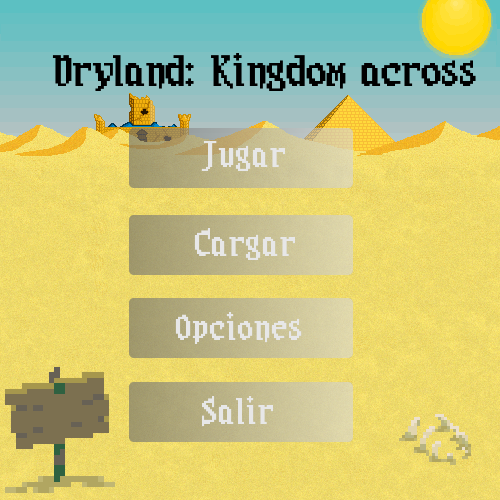 Dryland: Kingdom across
Jugar
Cargar
Opciones
Salir